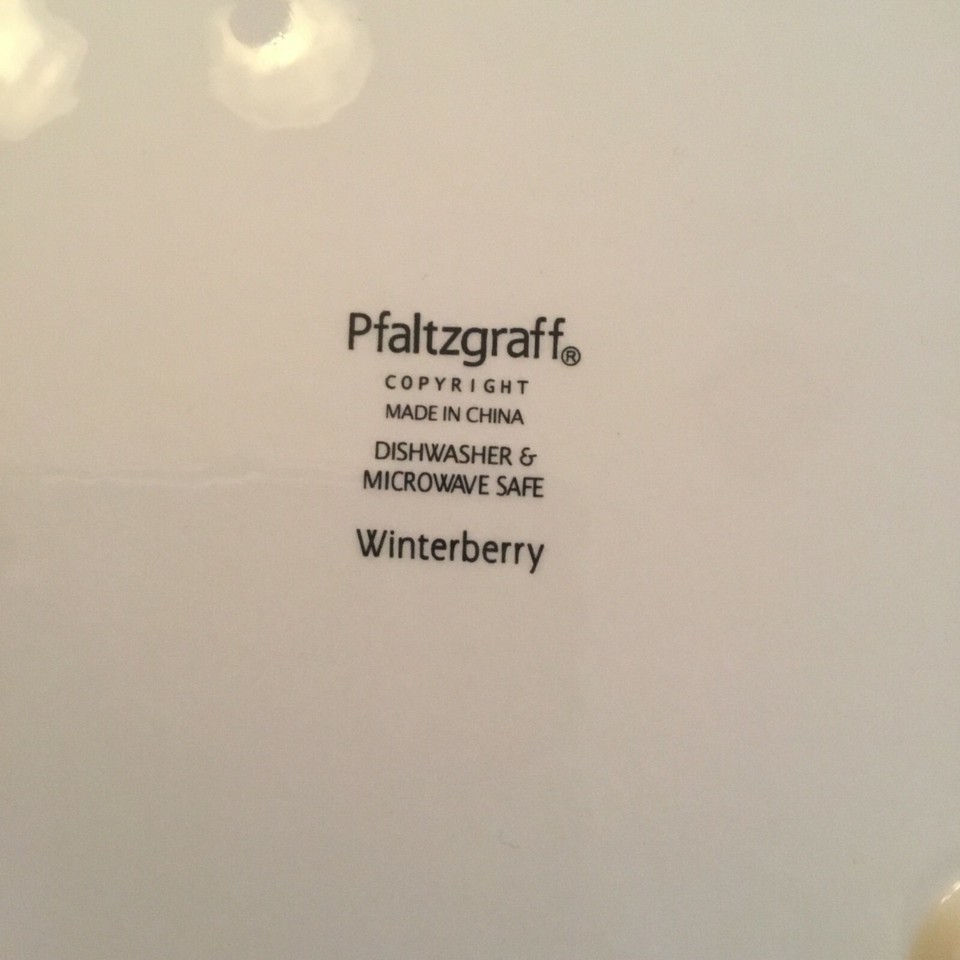 Pfaltzgraff®
COPYRIGHT
MADE IN CHINA
DISHWASHER &
MICROWAVE SAFE
Winterberry